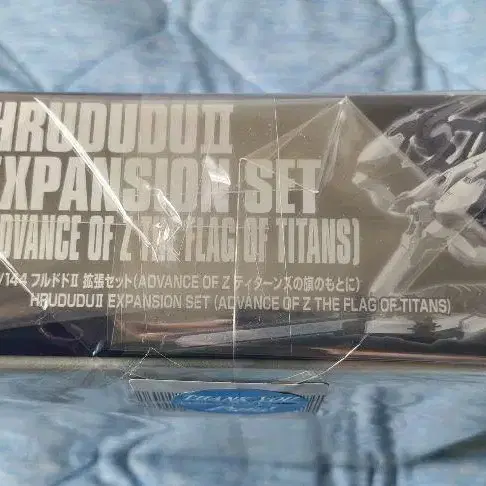 HRUDUDU II
EXPANSION SET
(ADVANCE OF Z THE FLAG OF TITANS)
1/144 フルドドⅡ 拡張セット(ADVANCE OF Z ティターンズの旗のもとに)
HRUDUDUⅡ EXPANSION SET (ADVANCE OF Z THE FLAG OF TITANS)
THANK YOU